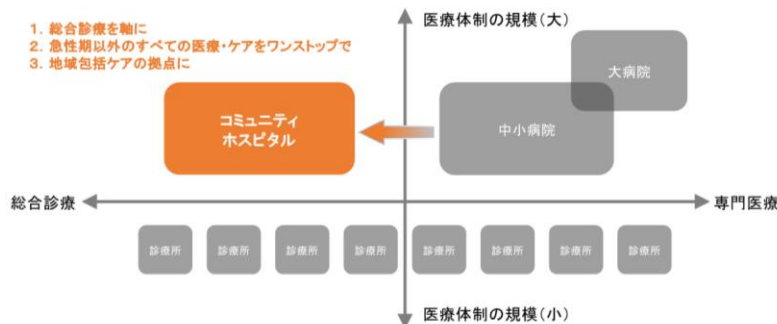 1. 総合診療を軸に
2. 急性期以外のすべての医療・ケアをワンストップで
3. 地域包括ケアの拠点に
医療体制の規模(大)
大病院
コミュニティ
ホスピタル
中小病院
総合診療
専門医療
診療所
診療所
診療所
診療所
診療所
診療所
診療所
診療所
医療体制の規模(小)